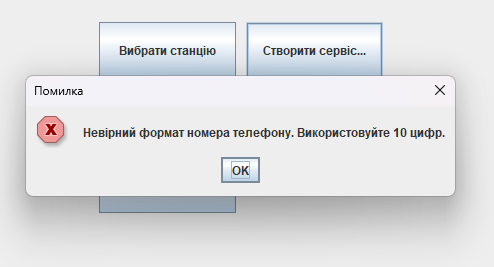 Вибрати станцію
Створити сервіс...
Помилка
Невірний формат номера телефону. Використовуйте 10 цифр.
OK